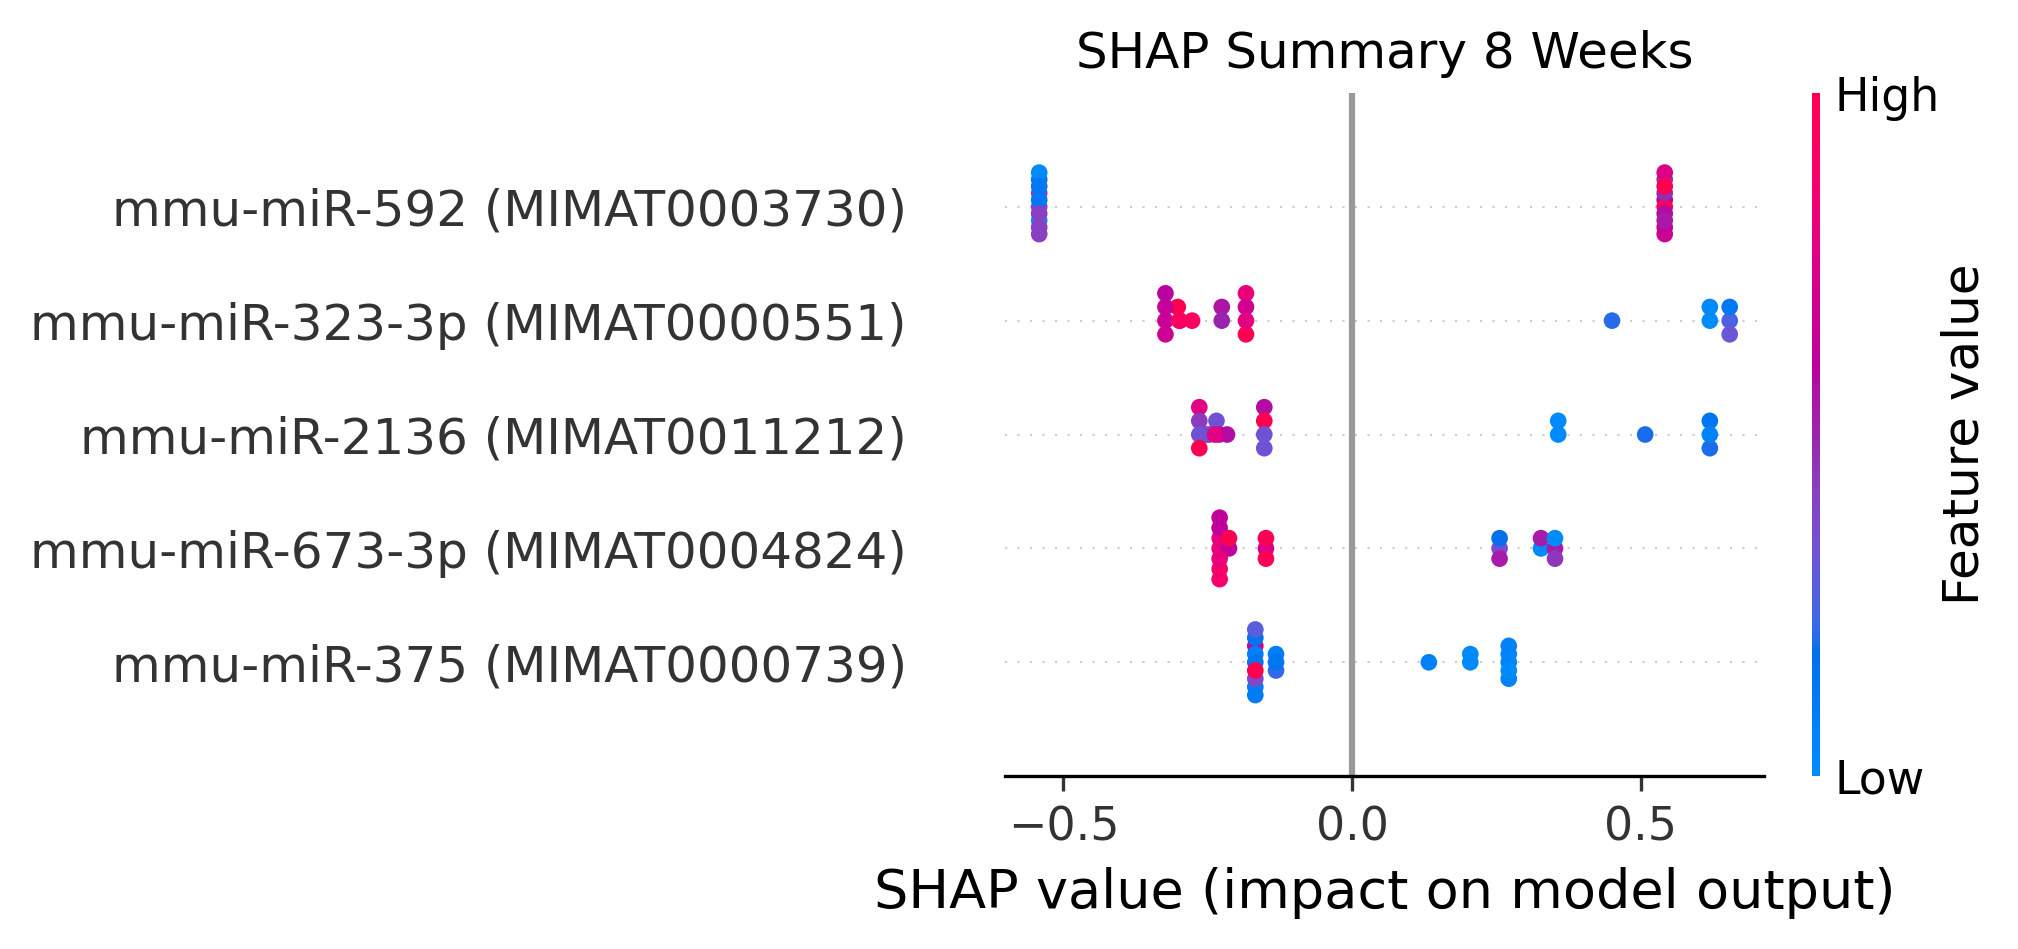 SHAP Summary 8 Weeks
High
mmu-miR-592 (MIMAT0003730)
mmu-miR-323-3p (MIMAT0000551)
mmu-miR-2136 (MIMAT0011212)
mmu-miR-673-3p (MIMAT0004824)
mmu-miR-375 (MIMAT0000739)
Feature value
Low
−0.5 0.0 0.5
SHAP value (impact on model output)